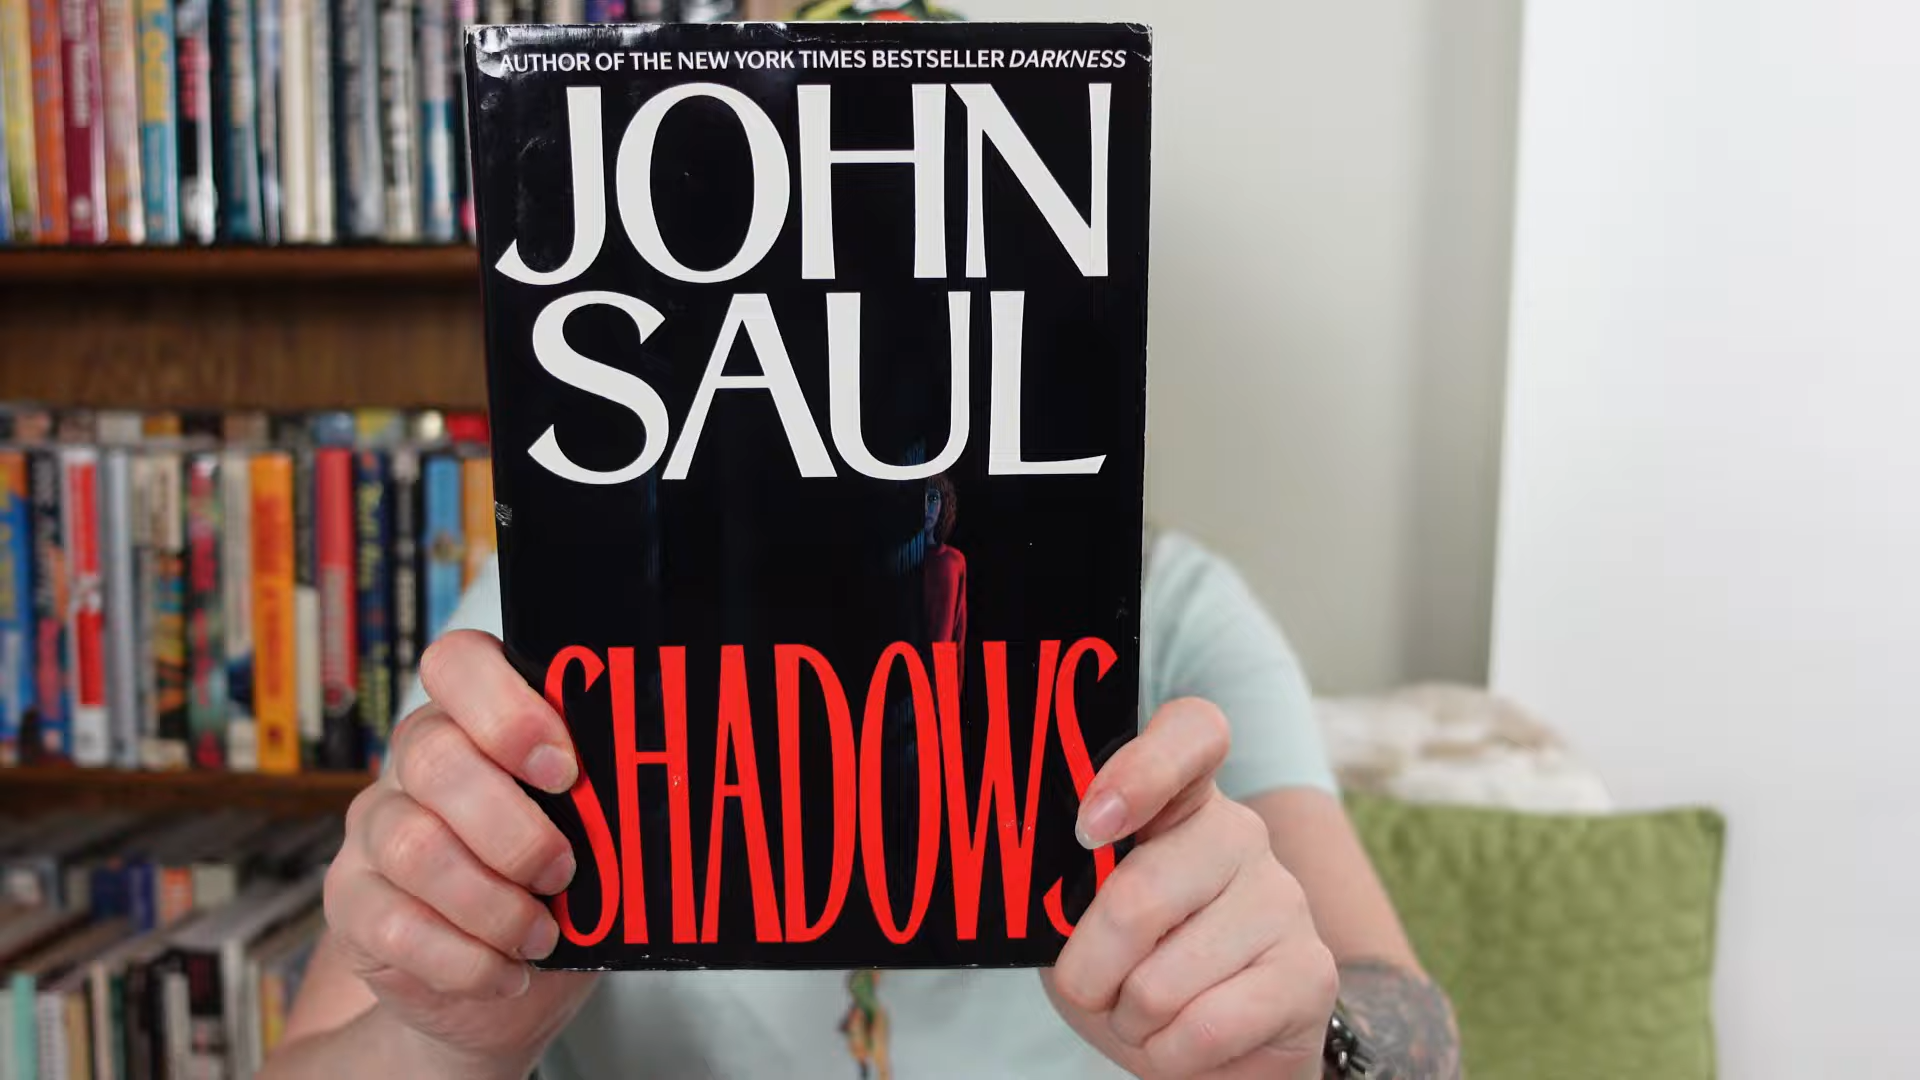 AUTHOR OF THE NEW YORK TIMES BESTSELLER DARKNESS
JOHN
SAUL
SHADOWS